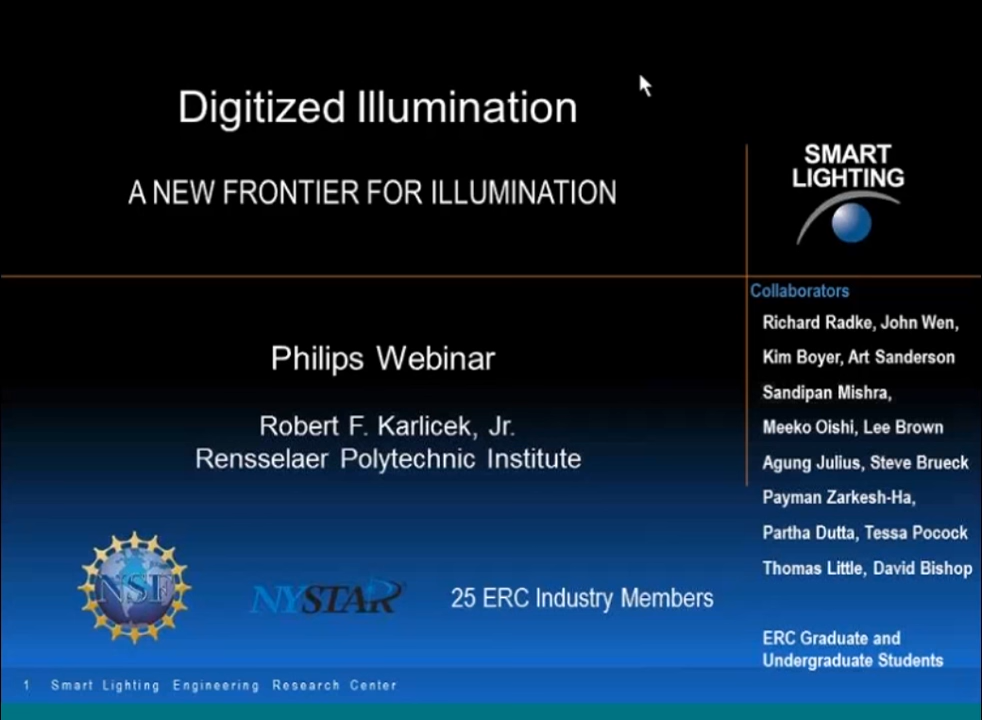 Digitized Illumination
A NEW FRONTIER FOR ILLUMINATION
SMART
LIGHTING
Philips Webinar
Robert F. Karlicek, Jr.
Rensselaer Polytechnic Institute
Collaborators
Richard Radke, John Wen,
Kim Boyer, Art Sanderson
Sandipan Mishra,
Meeko Oishi, Lee Brown
Agung Julius, Steve Brueck
Payman Zarkesh-Ha,
Partha Dutta, Tessa Pocock
Thomas Little, David Bishop
ERC Graduate and
Undergraduate Students
NSF
NYSTAR
25 ERC Industry Members
1 Smart Lighting Engineering Research Center